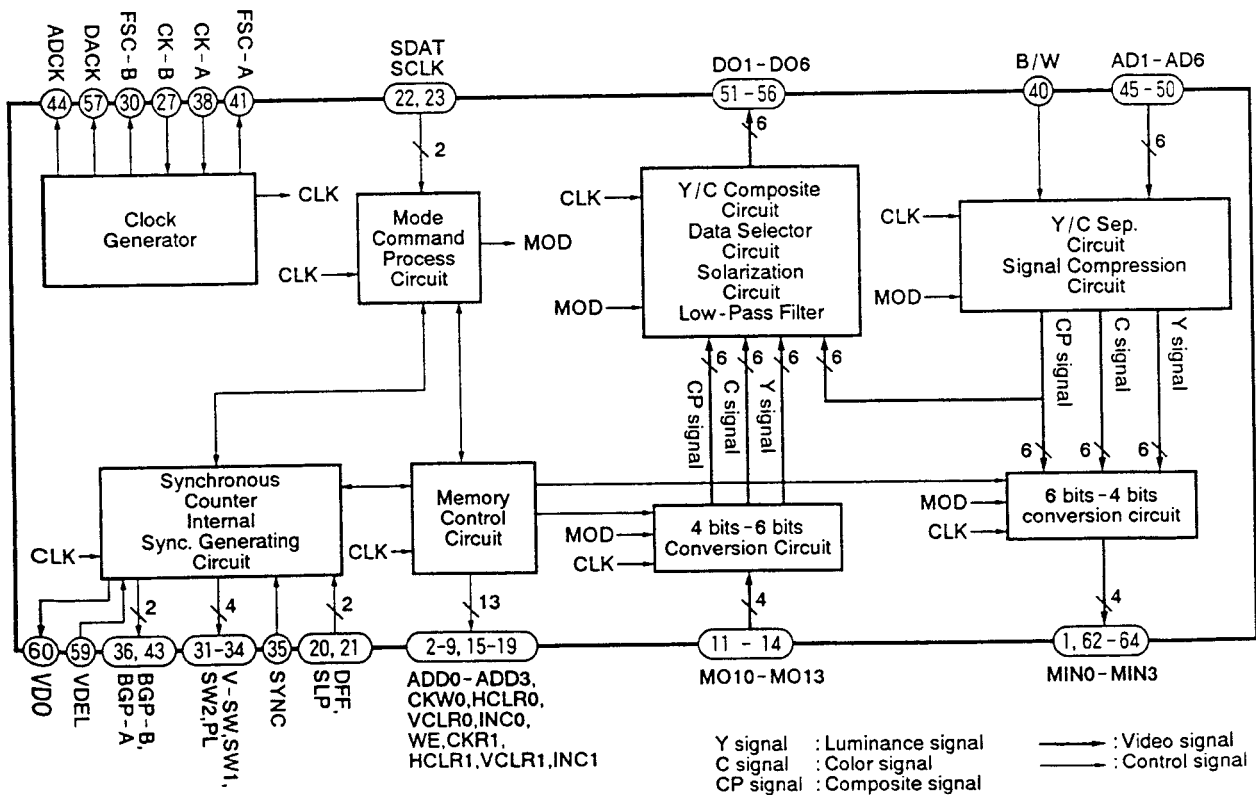 ADCK
DACK
FSC-B
CK-B
CK-A
FSC-A
SDAT
SCLK
DO1-DO6
B/W
AD1-AD6
44
57
30
27
38
41
22, 23
51 - 56
40
45 - 50
2
6
6
Clock
Generator
CLK
Mode
Command
Process
Circuit
CLK
MOD
Y/C Composite
Circuit
Data Selector
Circuit
Solarization
Circuit
Low-Pass Filter
CLK
MOD
Y/C Sep.
Circuit
Signal Compression
Circuit
CLK
MOD
6
6
6
6
CP signal
C signal
Y signal
CP signal
C signal
Y signal
6
6
6
Synchronous
Counter
Internal
Sync. Generating
Circuit
CLK
Memory
Control
Circuit
CLK
4 bits-6 bits
Conversion Circuit
MOD
CLK
6 bits-4 bits
conversion circuit
MOD
CLK
2
4
2
13
4
4
60
59
36, 43
31-34
35
20, 21
2-9, 15-19
11 - 14
1, 62-64
VDO
VDEL
BGP-B,
BGP-A
V-SW,SW1,
SW2,PL
SYNC
DFF,
SLP
ADD0-ADD3,
CKW0,HCLR0,
VCLR0,INC0,
WE,CKR1,
HCLR1,VCLR1,INC1
MO10-MO13
MIN0-MIN3
Y signal : Luminance signal
C signal : Color signal
CP signal : Composite signal
: Video signal
: Control signal